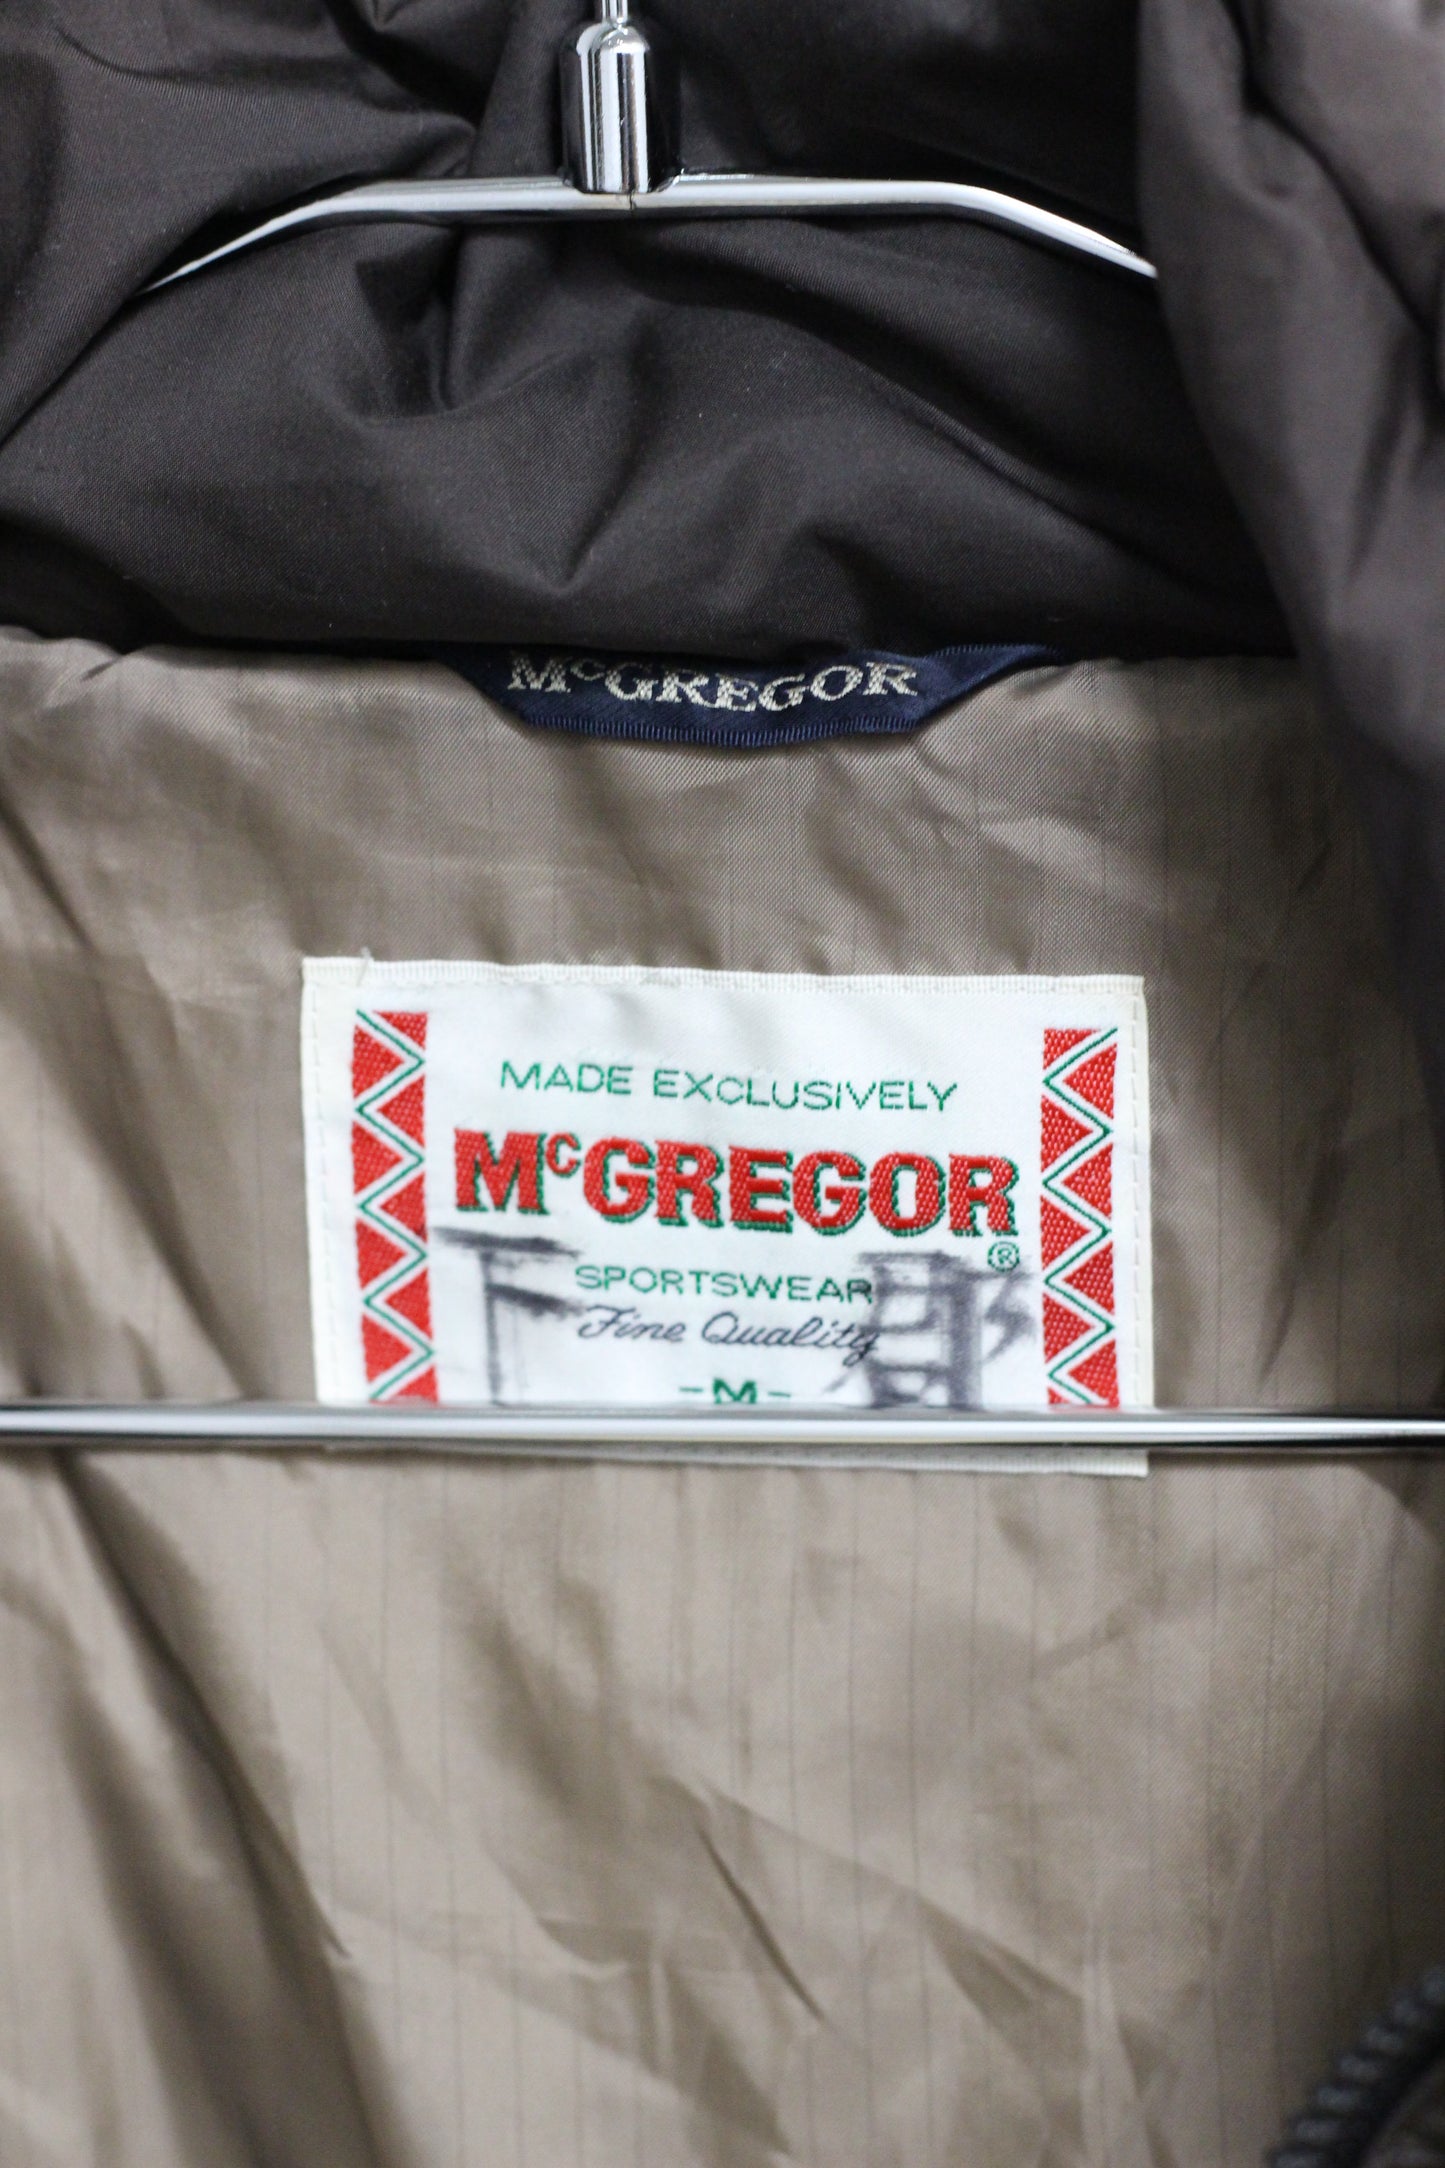 McGREGOR
MADE EXCLUSIVELY
McGREGOR®
SPORTSWEAR
Fine Quality
-M-